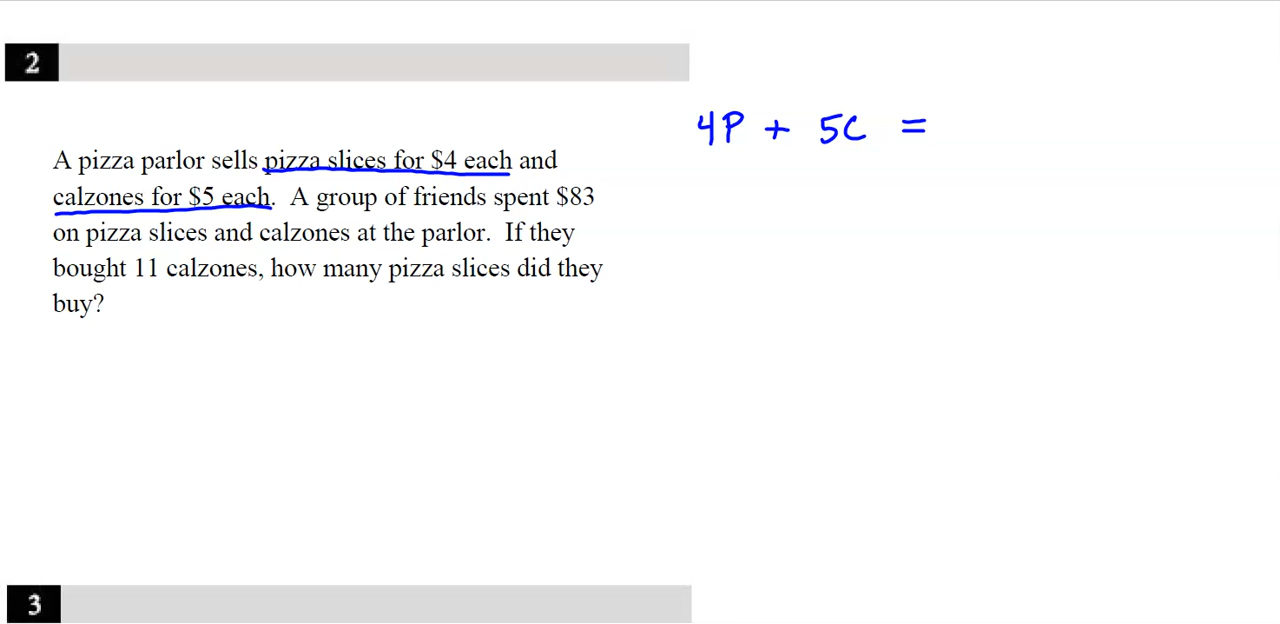 2
4P + 5C =
A pizza parlor sells pizza slices for $4 each and
calzones for $5 each. A group of friends spent $83
on pizza slices and calzones at the parlor. If they
bought 11 calzones, how many pizza slices did they
buy?
3